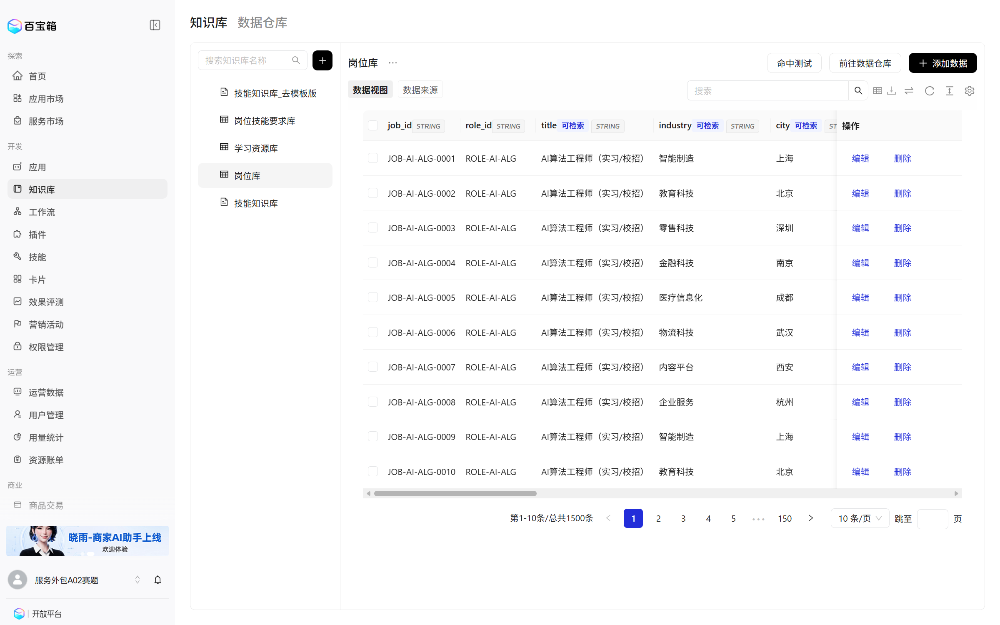 百宝箱
探索
首页
应用市场
服务市场
开发
应用
知识库
工作流
插件
技能
卡片
效果评测
营销活动
权限管理
运营
运营数据
用户管理
用量统计
资源账单
商业
商品交易
晓雨-商家AI助手上线
欢迎体验
服务外包A02赛题
开放平台
知识库 数据仓库
搜索知识库名称
技能知识库_去模板版
岗位技能要求库
学习资源库
岗位库
技能知识库
岗位库 ···
命中测试 前往数据仓库 添加数据
数据视图 数据来源
搜索
job_id STRING role_id STRING title 可检索 STRING industry 可检索 STRING city 可检索 ST 操作
JOB-AI-ALG-0001 ROLE-AI-ALG AI算法工程师（实习/校招） 智能制造 上海 编辑 删除
JOB-AI-ALG-0002 ROLE-AI-ALG AI算法工程师（实习/校招） 教育科技 北京 编辑 删除
JOB-AI-ALG-0003 ROLE-AI-ALG AI算法工程师（实习/校招） 零售科技 深圳 编辑 删除
JOB-AI-ALG-0004 ROLE-AI-ALG AI算法工程师（实习/校招） 金融科技 南京 编辑 删除
JOB-AI-ALG-0005 ROLE-AI-ALG AI算法工程师（实习/校招） 医疗信息化 成都 编辑 删除
JOB-AI-ALG-0006 ROLE-AI-ALG AI算法工程师（实习/校招） 物流科技 武汉 编辑 删除
JOB-AI-ALG-0007 ROLE-AI-ALG AI算法工程师（实习/校招） 内容平台 西安 编辑 删除
JOB-AI-ALG-0008 ROLE-AI-ALG AI算法工程师（实习/校招） 企业服务 杭州 编辑 删除
JOB-AI-ALG-0009 ROLE-AI-ALG AI算法工程师（实习/校招） 智能制造 上海 编辑 删除
JOB-AI-ALG-0010 ROLE-AI-ALG AI算法工程师（实习/校招） 教育科技 北京 编辑 删除
第1-10条/总共1500条 1 2 3 4 5 ••• 150 10 条/页 跳至 页